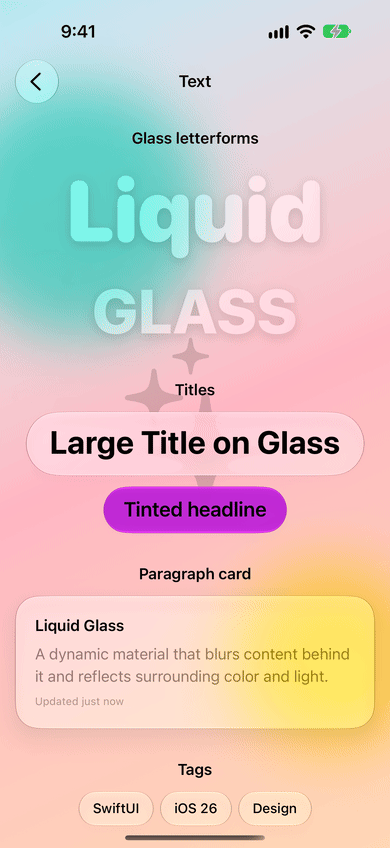 9:41
Text
Glass letterforms
Liquid
GLASS
Titles
Large Title on Glass
Tinted headline
Paragraph card
Liquid Glass
A dynamic material that blurs content behind
it and reflects surrounding color and light.
Updated just now
Tags
SwiftUI iOS 26 Design